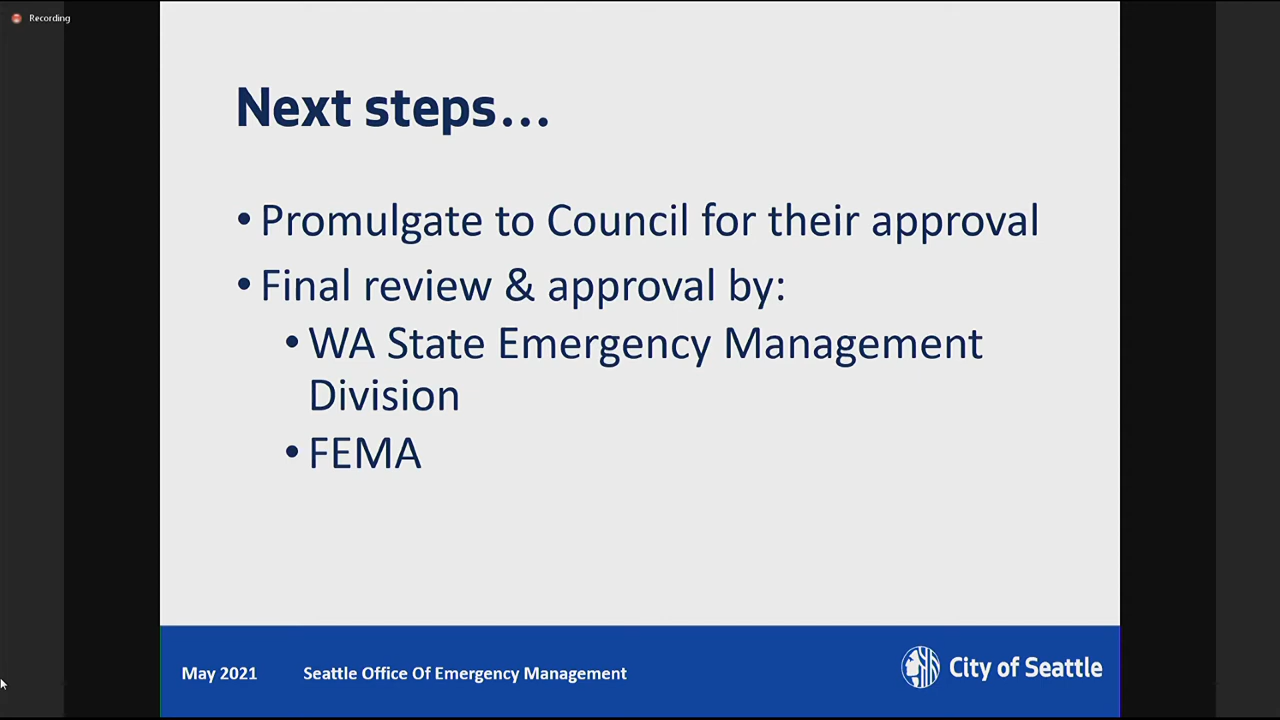 Recording
Next steps...
• Promulgate to Council for their approval
• Final review & approval by:
• WA State Emergency Management
Division
• FEMA
May 2021 Seattle Office Of Emergency Management City of Seattle